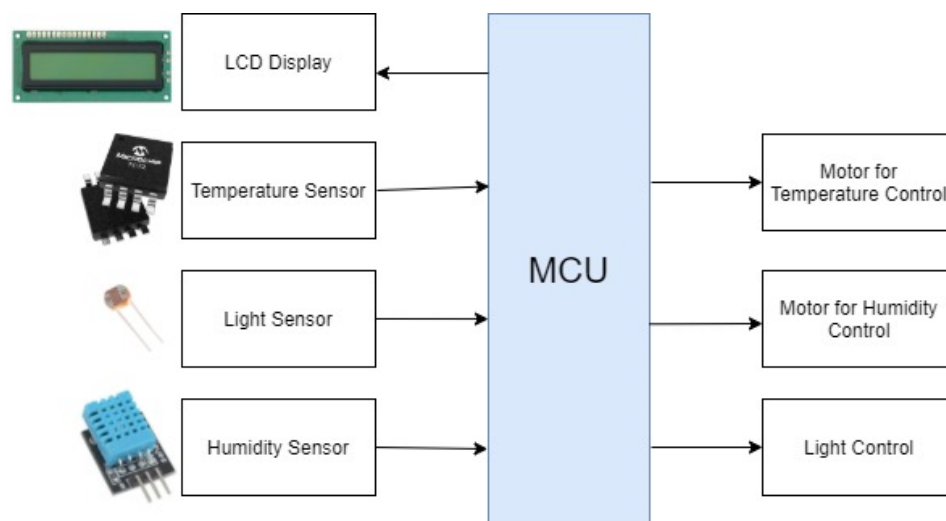 LCD Display
Temperature Sensor
Light Sensor
Humidity Sensor
MCU
Motor for
Temperature Control
Motor for Humidity
Control
Light Control